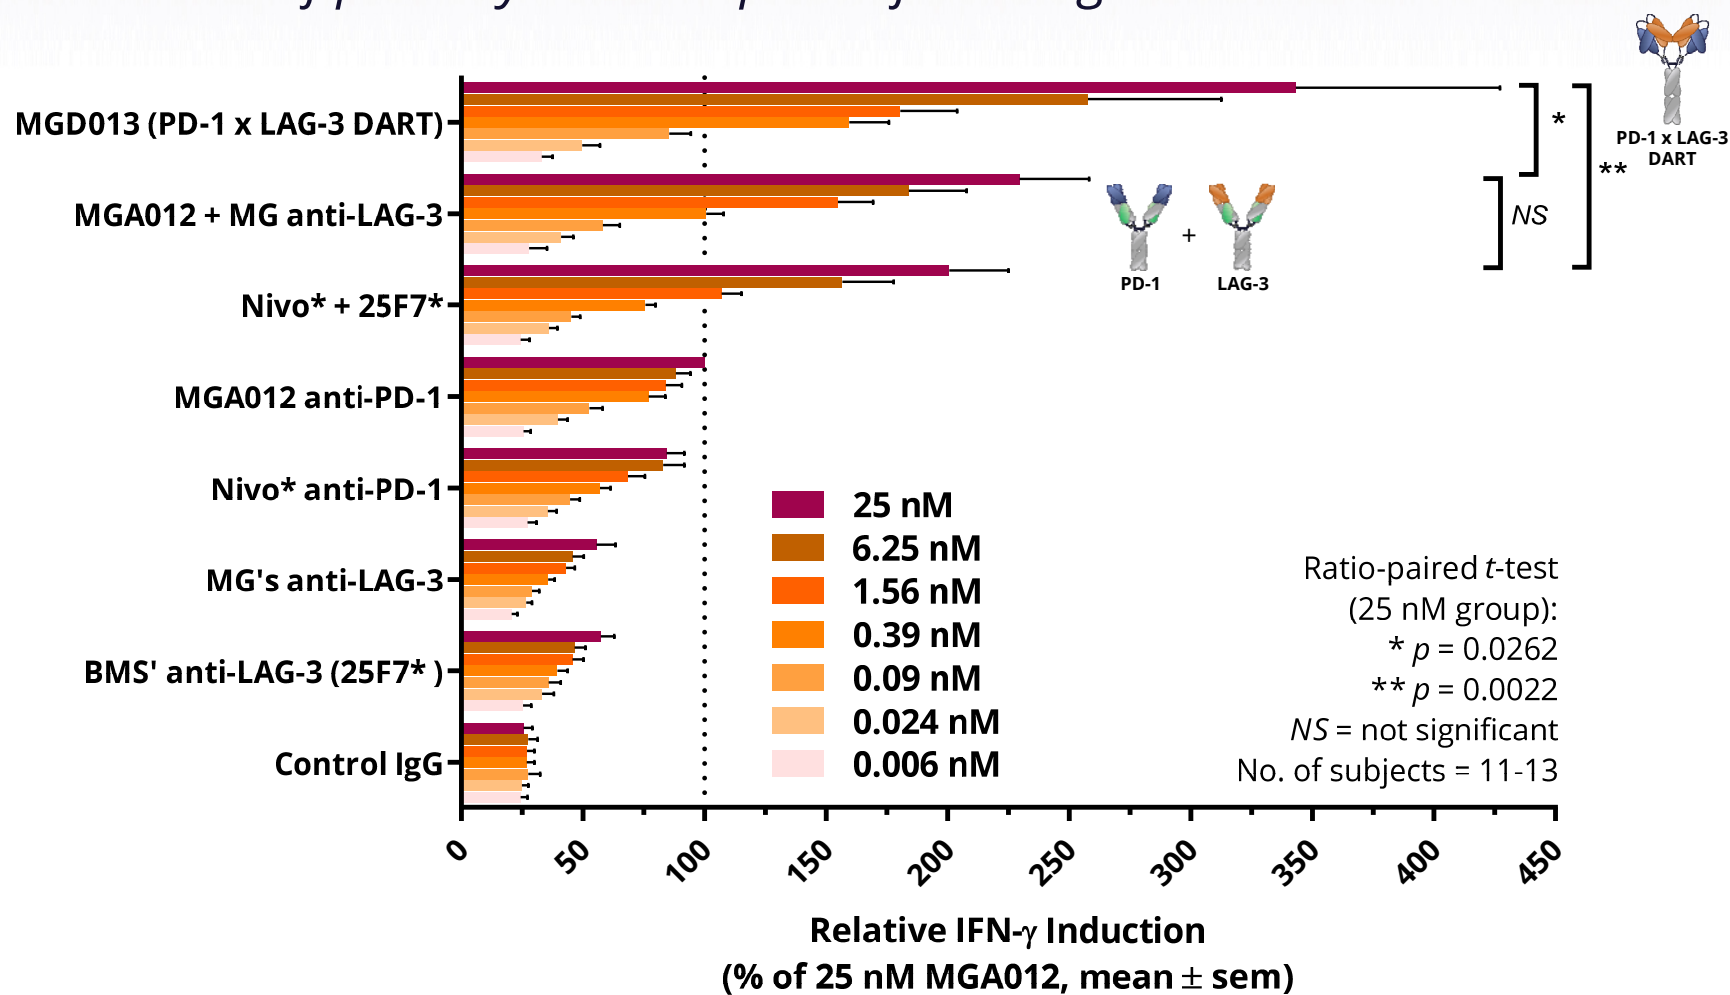 MGD013 (PD-1 x LAG-3 DART)
MGA012 + MG anti-LAG-3
Nivo* + 25F7*
MGA012 anti-PD-1
Nivo* anti-PD-1
MG's anti-LAG-3
BMS' anti-LAG-3 (25F7* )
Control IgG
*
**
NS
PD-1 x LAG-3
DART
+
PD-1
LAG-3
25 nM
6.25 nM
1.56 nM
0.39 nM
0.09 nM
0.024 nM
0.006 nM
Ratio-paired t-test
(25 nM group):
* p = 0.0262
** p = 0.0022
NS = not significant
No. of subjects = 11-13
0
50
100
150
200
250
300
350
400
450
Relative IFN-γ Induction
(% of 25 nM MGA012, mean ± sem)